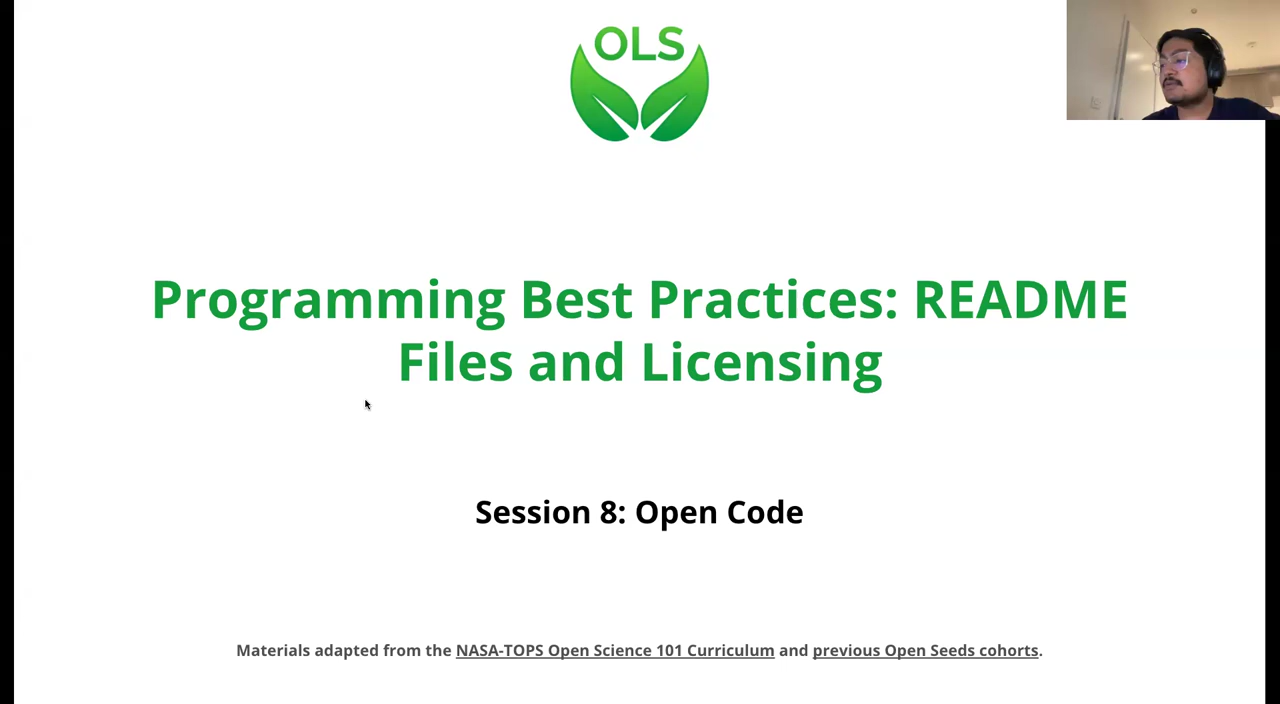 OLS
Programming Best Practices: README
Files and Licensing
Session 8: Open Code
Materials adapted from the NASA-TOPS Open Science 101 Curriculum and previous Open Seeds cohorts.